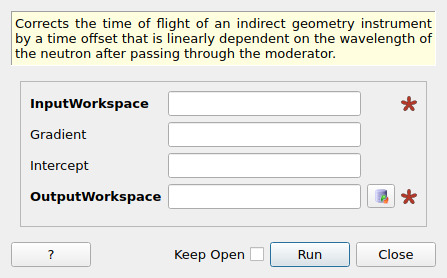 Corrects the time of flight of an indirect geometry instrument
by a time offset that is linearly dependent on the wavelength of
the neutron after passing through the moderator.
InputWorkspace
Gradient
Intercept
OutputWorkspace
? Keep Open Run Close